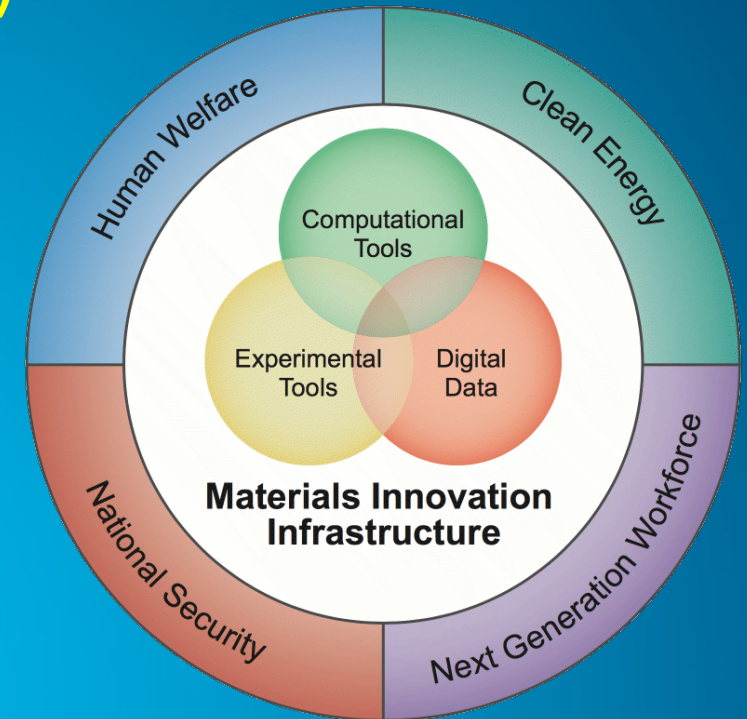 Human Welfare
Clean Energy
Computational
Tools
Experimental
Tools
Digital
Data
Materials Innovation
Infrastructure
National Security
Next Generation Workforce